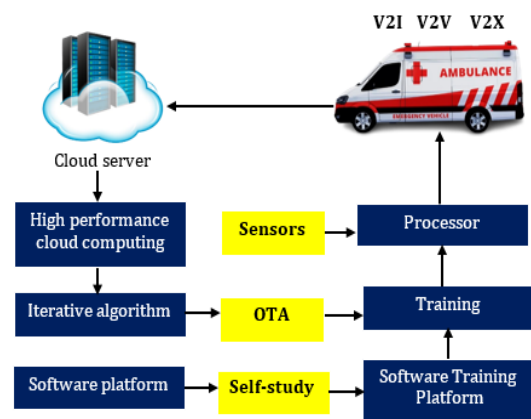 V2I V2V V2X
AMBULANCE
EMERGENCY VEHICLE
Cloud server
High performance
cloud computing
Sensors
Processor
Iterative algorithm
OTA
Training
Software platform
Self-study
Software Training
Platform